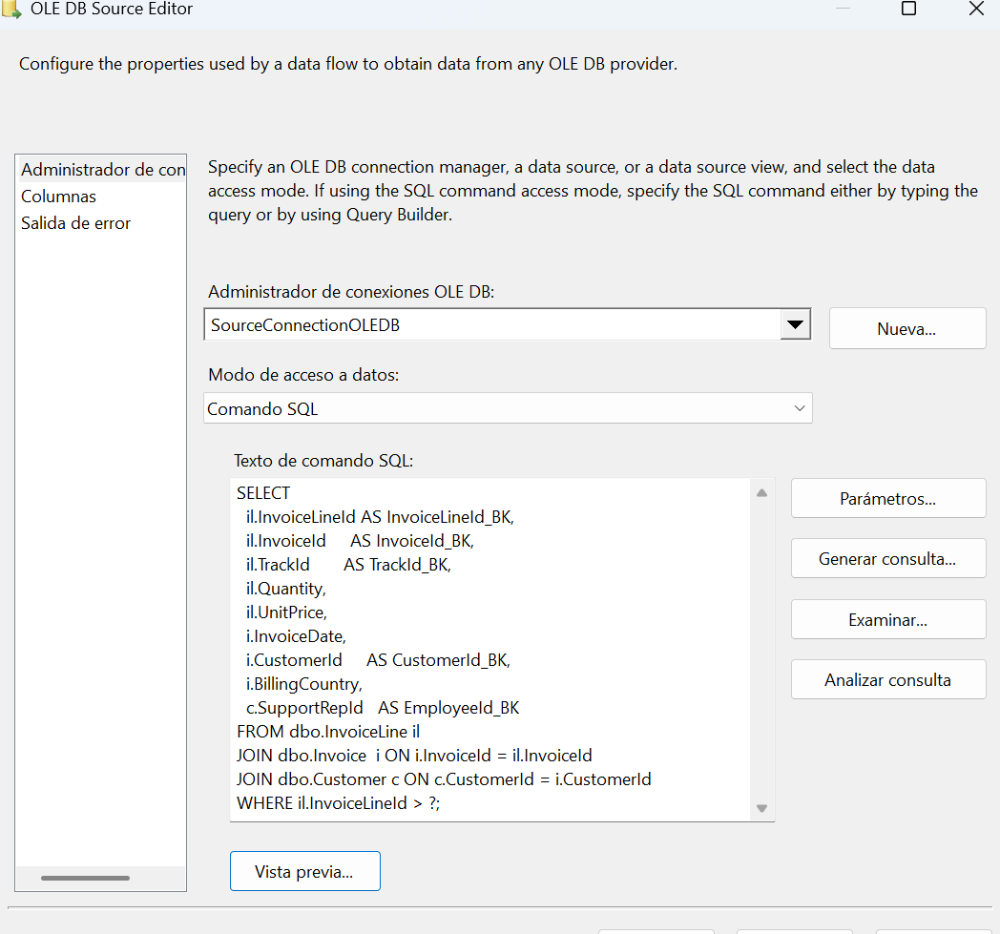 OLE DB Source Editor
Configure the properties used by a data flow to obtain data from any OLE DB provider.
Administrador de con
Columnas
Salida de error
Specify an OLE DB connection manager, a data source, or a data source view, and select the data
access mode. If using the SQL command access mode, specify the SQL command either by typing the
query or by using Query Builder.
Administrador de conexiones OLE DB:
SourceConnectionOLEDB
Nueva...
Modo de acceso a datos:
Comando SQL
Texto de comando SQL:
SELECT
il.InvoiceLineId AS InvoiceLineId_BK,
il.InvoiceId AS InvoiceId_BK,
il.TrackId AS TrackId_BK,
il.Quantity,
il.UnitPrice,
i.InvoiceDate,
i.CustomerId AS CustomerId_BK,
i.BillingCountry,
c.SupportRepId AS EmployeeId_BK
FROM dbo.InvoiceLine il
JOIN dbo.Invoice i ON i.InvoiceId = il.InvoiceId
JOIN dbo.Customer c ON c.CustomerId = i.CustomerId
WHERE il.InvoiceLineId > ?;
Parámetros...
Generar consulta...
Examinar...
Analizar consulta
Vista previa...